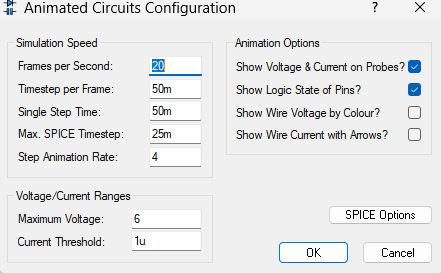 Animated Circuits Configuration ? ×
Simulation Speed
Frames per Second: 20
Timestep per Frame: 50m
Single Step Time: 50m
Max. SPICE Timestep: 25m
Step Animation Rate: 4
Voltage/Current Ranges
Maximum Voltage: 6
Current Threshold: 1u
Animation Options
Show Voltage & Current on Probes?
Show Logic State of Pins?
Show Wire Voltage by Colour?
Show Wire Current with Arrows?
SPICE Options
OK Cancel